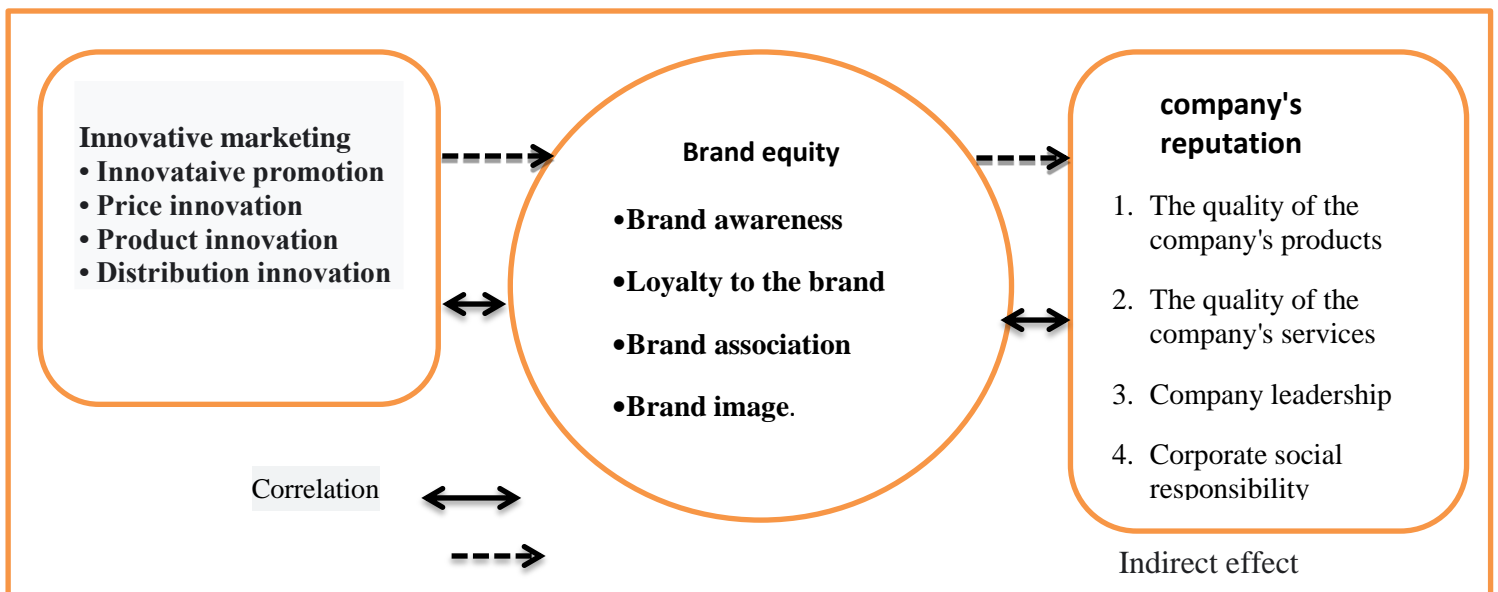 Innovative marketing
• Innovataive promotion
• Price innovation
• Product innovation
• Distribution innovation
Brand equity
•Brand awareness
•Loyalty to the brand
•Brand association
•Brand image.
company's
reputation
1. The quality of the
company's products
2. The quality of the
company's services
3. Company leadership
4. Corporate social
responsibility
Correlation
Indirect effect